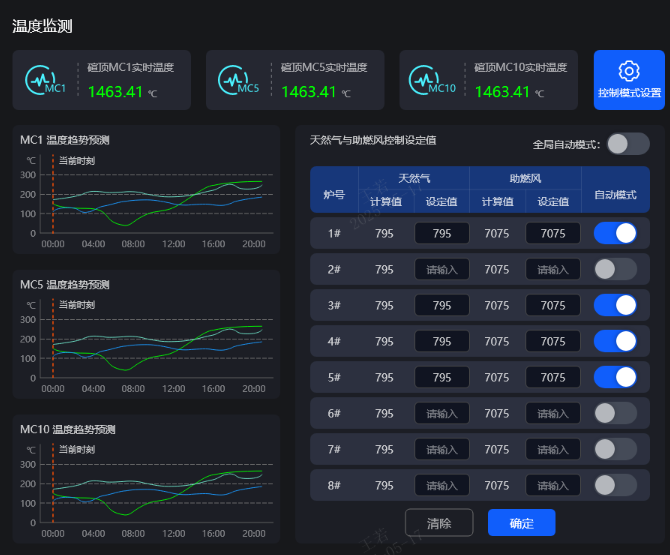 温度监测
MC1
碹顶MC1实时温度
1463.41 ℃
MC5
碹顶MC5实时温度
1463.41 ℃
MC10
碹顶MC10实时温度
1463.41 ℃
控制模式设置
MC1 温度趋势预测
℃ 当前时刻
300
200
100
0
00:00 04:00 08:00 12:00 16:00 20:00
MC5 温度趋势预测
℃ 当前时刻
300
200
100
0
00:00 04:00 08:00 12:00 16:00 20:00
MC10 温度趋势预测
℃ 当前时刻
300
200
100
0
00:00 04:00 08:00 12:00 16:00 20:00
天然气与助燃风控制设定值
全局自动模式：
炉号 天然气 助燃风 自动模式
计算值 设定值 计算值 设定值
1# 795 795 7075 7075
2# 795 请输入 7075 请输入
3# 795 795 7075 7075
4# 795 795 7075 7075
5# 795 795 7075 7075
6# 795 请输入 7075 请输入
7# 795 请输入 7075 请输入
8# 795 请输入 7075 请输入
清除 确定